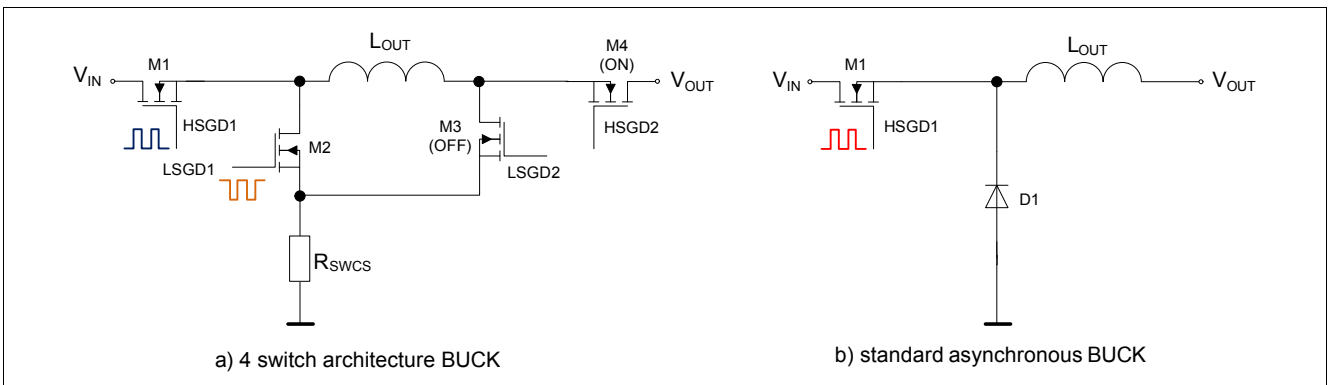 LOUT
M1
M4
(ON)
VIN
VOUT
HSGD1
M2
M3
(OFF)
HSGD2
LSGD1
LSGD2
RSWCS
a) 4 switch architecture BUCK
LOUT
M1
VIN
VOUT
HSGD1
D1
b) standard asynchronous BUCK